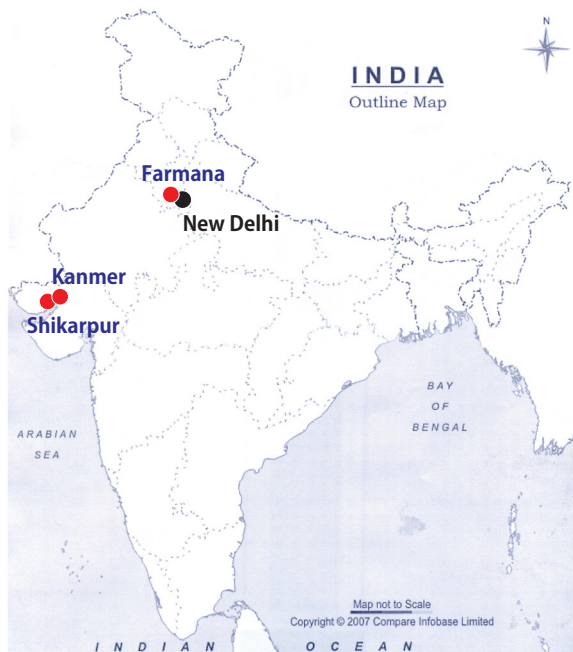 N
INDIA
Outline Map
Farmana
New Delhi
Kanmer
Shikarpur
BAY
OF
BENGAL
ARABIAN
SEA
Map not to Scale
Copyright © 2007 Compare Infobase Limited
INDIAN OCEAN